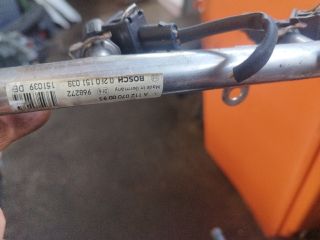 A 112 070 00 95
Made in Germany 968272
BOSCH 0 280 151 039
151039 DE